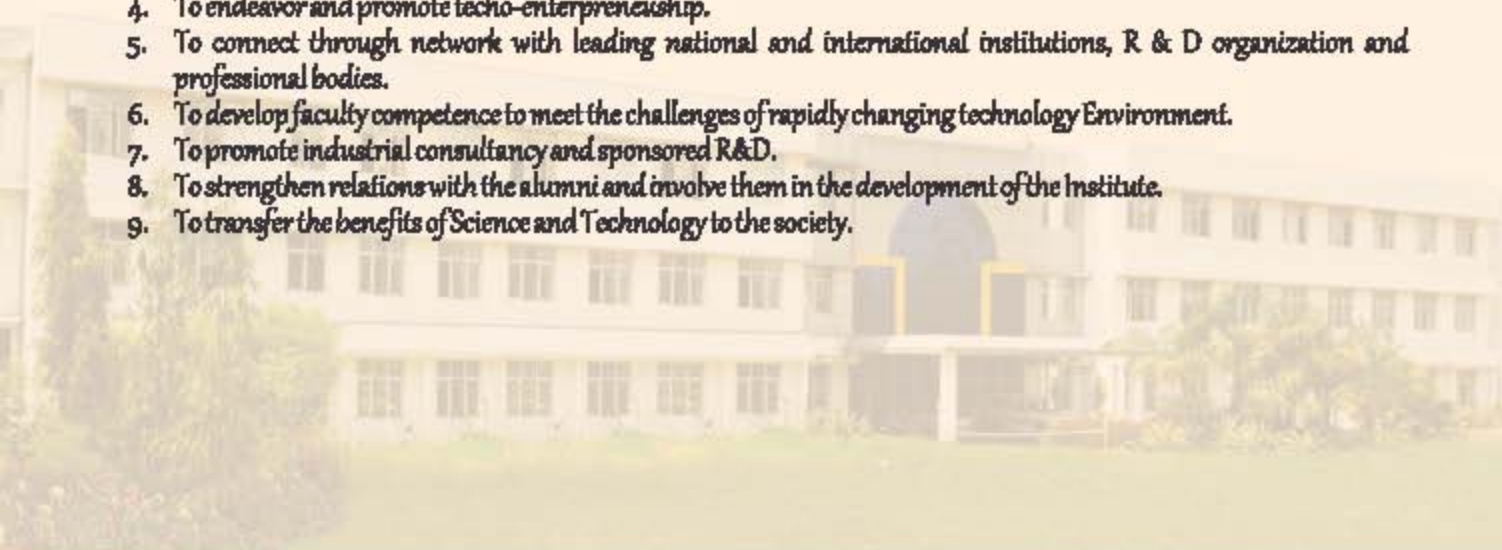 4. To endeavor and promote techo-enterpreneuship.
5. To connect through network with leading national and international institutions, R & D organization and
professional bodies.
6. To develop faculty competence to meet the challenges of rapidly changing technology Environment.
7. To promote industrial consultancy and sponsored R&D.
8. To strengthen relations with the alumni and involve them in the development of the Institute.
9. To transfer the benefits of Science and Technology to the society.